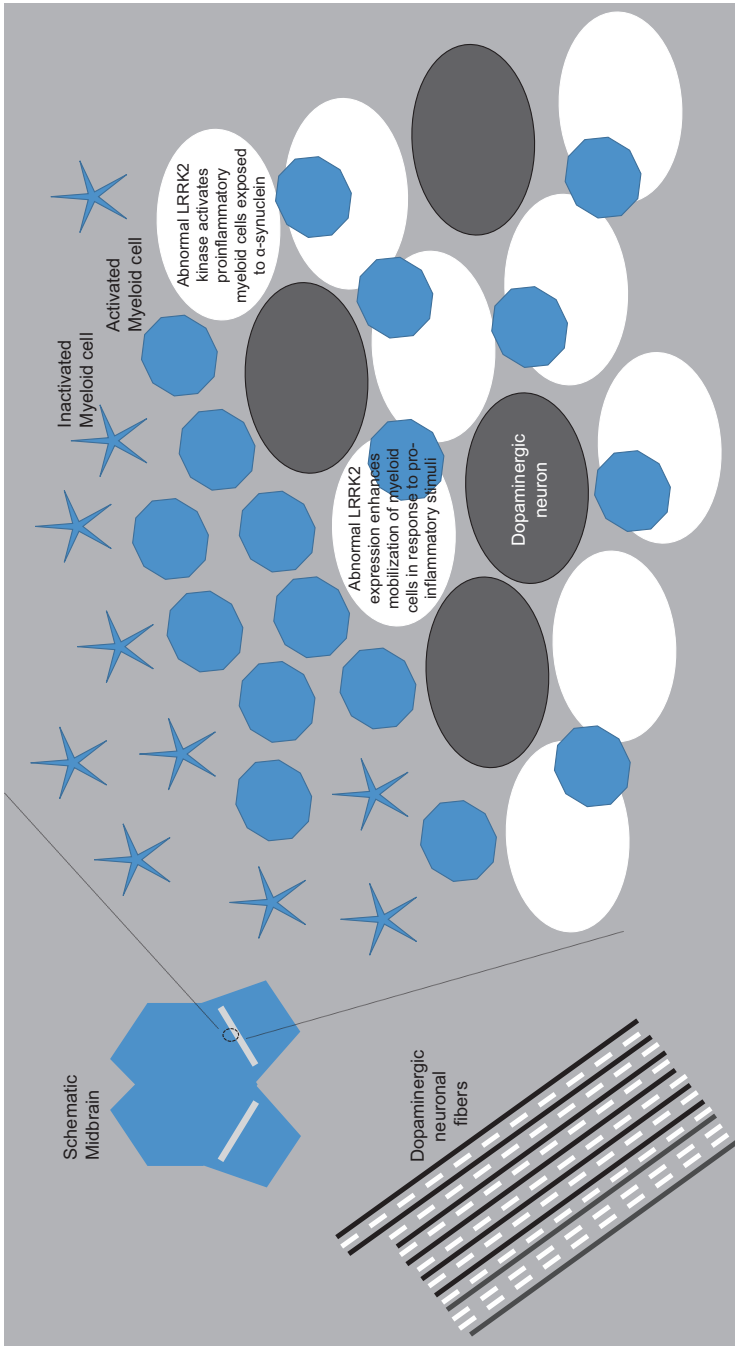 Schematic
Midbrain
Inactivated
Myeloid cell
Activated
Myeloid cell
Abnormal LRRK2
kinase activates
proinflammatory
myeloid cells exposed
to α-synuclein
Abnormal LRRK2
expression enhances
mobilization of myeloid
cells in response to pro-
inflammatory stimuli
Dopaminergic
neuron
Dopaminergic
neuronal
fibers